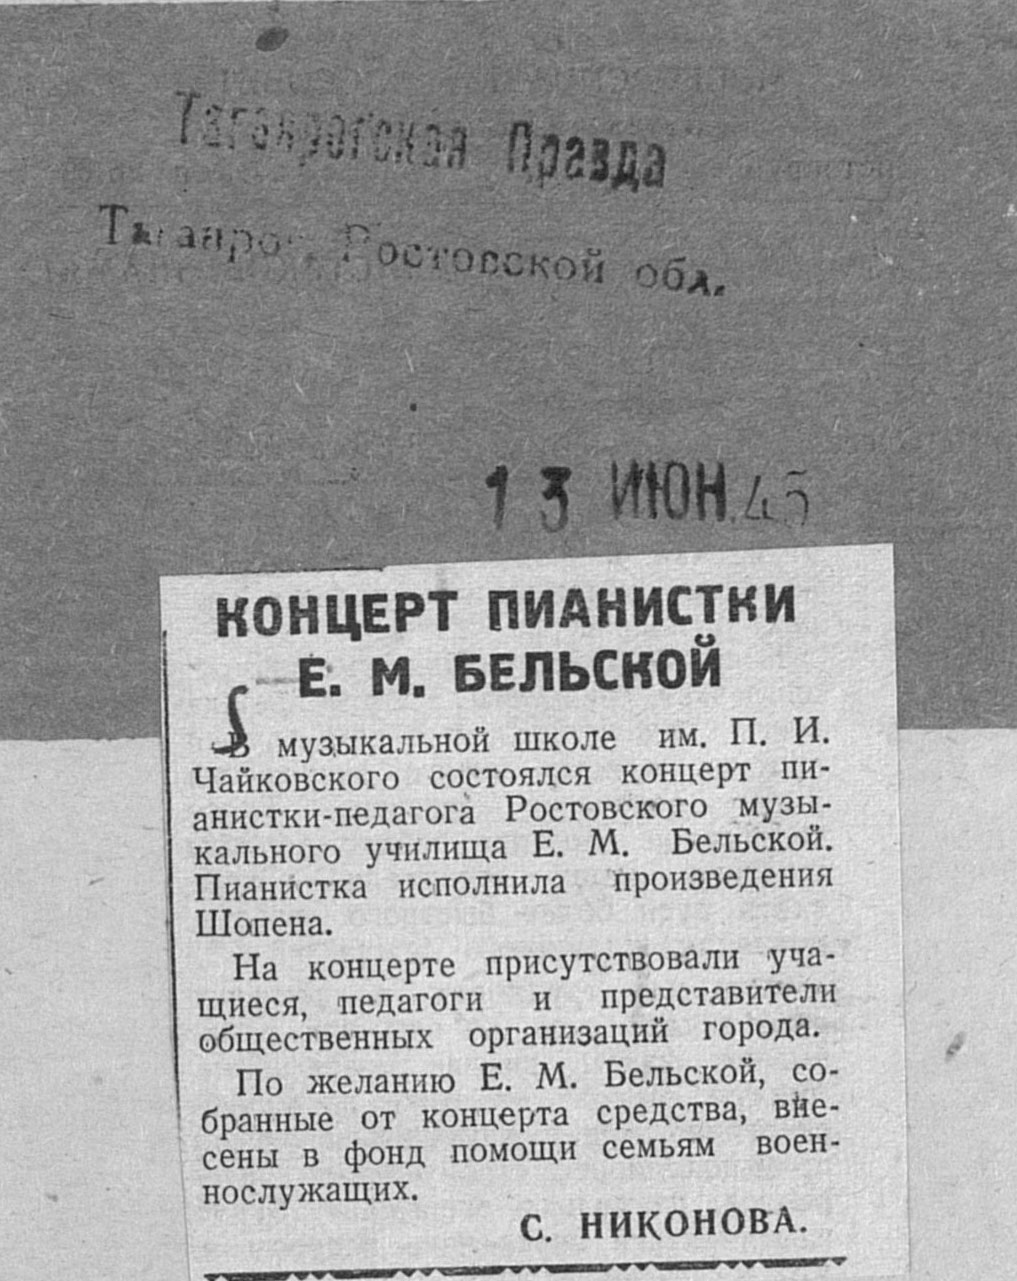 Таганрогская Правда
Таганрог, Ростовской обл.
13 ИЮН.45
КОНЦЕРТ ПИАНИСТКИ
Е. М. БЕЛЬСКОЙ
В музыкальной школе им. П. И.
Чайковского состоялся концерт пи-
анистки-педагога Ростовского музы-
кального училища Е. М. Бельской.
Пианистка исполнила произведения
Шопена.
На концерте присутствовали уча-
щиеся, педагоги и представители
общественных организаций города.
По желанию Е. М. Бельской, со-
бранные от концерта средства, вне-
сены в фонд помощи семьям воен-
нослужащих.
С. НИКОНОВА.